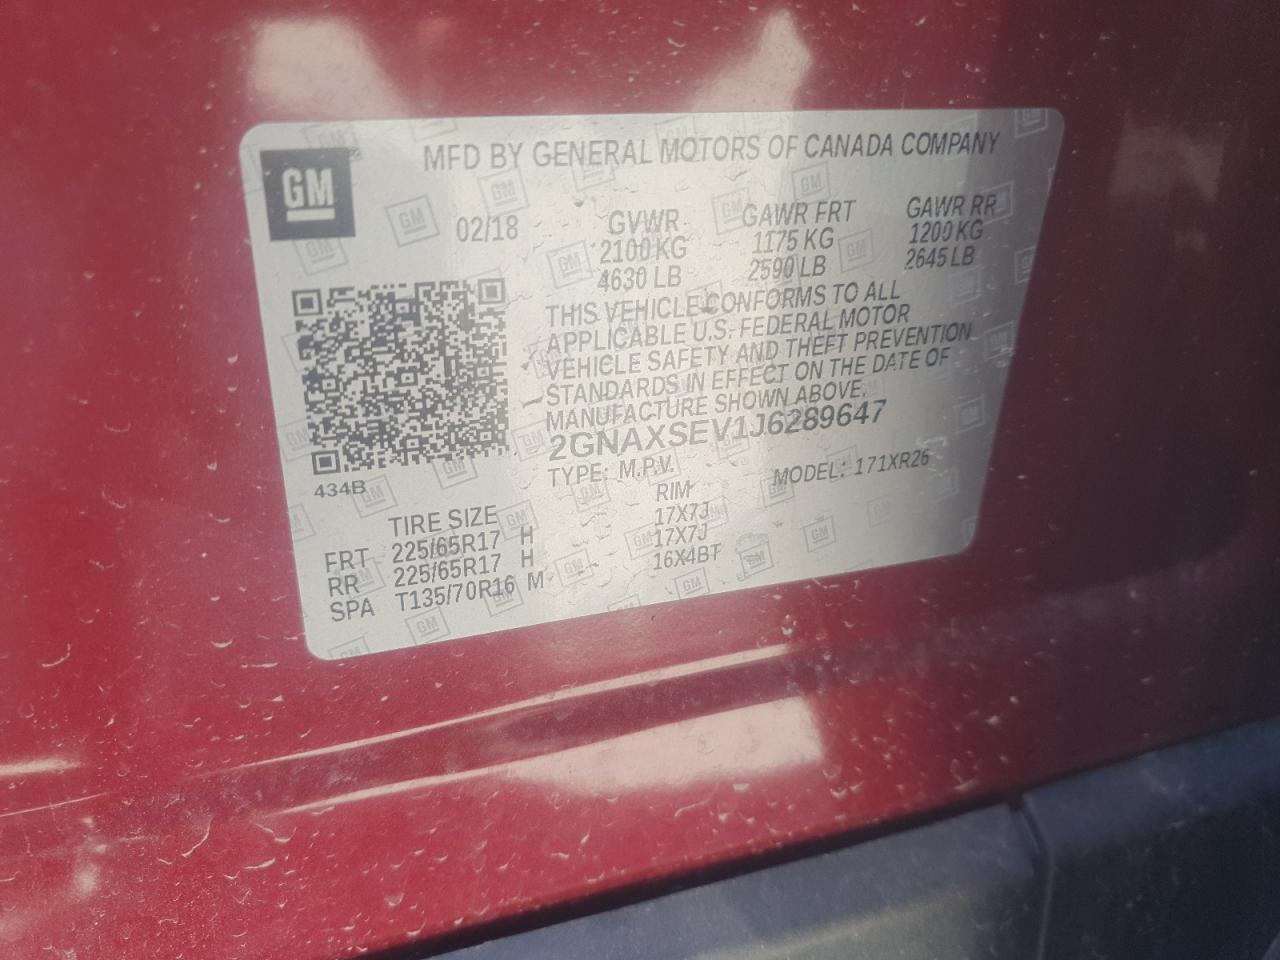 GM
MFD BY GENERAL MOTORS OF CANADA COMPANY
02/18 GVWR GAWR FRT GAWR RR
2100 KG 1175 KG 1200 KG
4630 LB 2590 LB 2645 LB
THIS VEHICLE CONFORMS TO ALL
APPLICABLE U.S. FEDERAL MOTOR
VEHICLE SAFETY AND THEFT PREVENTION
STANDARDS IN EFFECT ON THE DATE OF
MANUFACTURE SHOWN ABOVE.
2GNAXSEV1J6289647
TYPE: M.P.V. MODEL: 171XR26
434B
TIRE SIZE RIM
FRT 225/65R17 H 17X7J
RR 225/65R17 H 17X7J
SPA T135/70R16 M 16X4BT